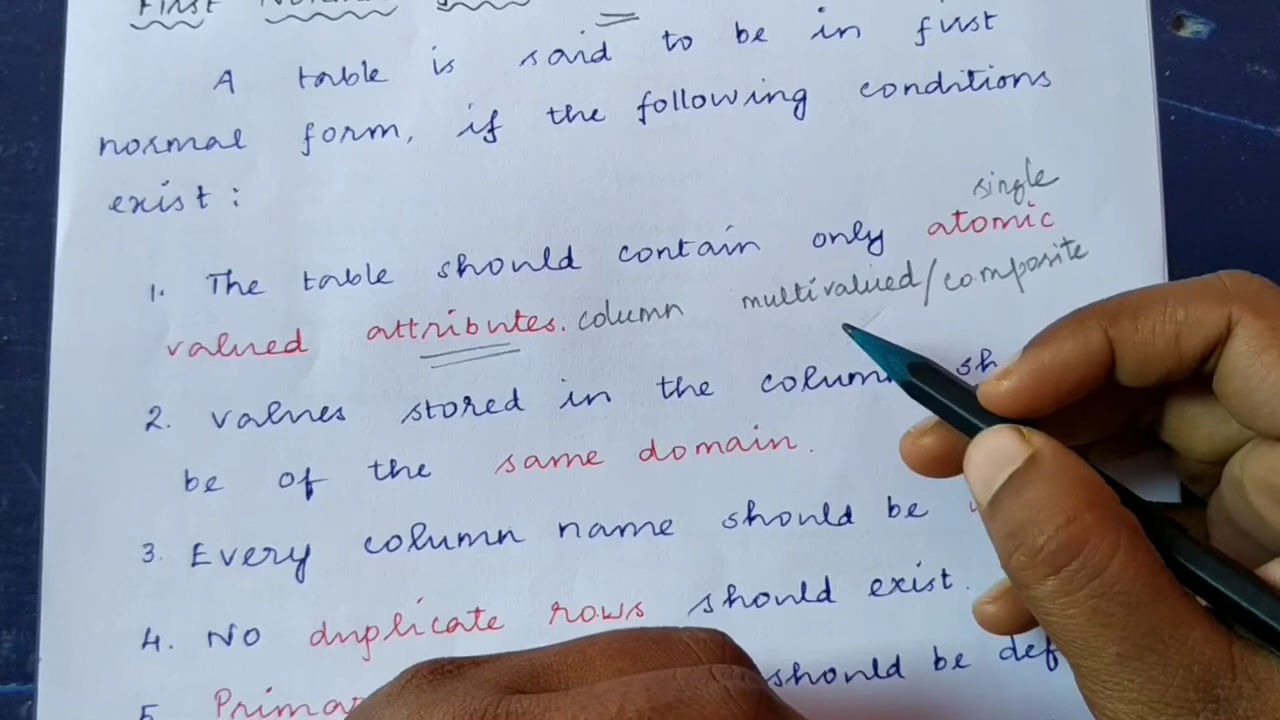 First
A table is said to be in first
normal form, if the following conditions
exist:
single
1. The table should contain only atomic
valued attributes. column multivalued/composite
2. values stored in the column
be of the same domain.
3. Every column name should be
4. No duplicate rows should exist.
5. should be